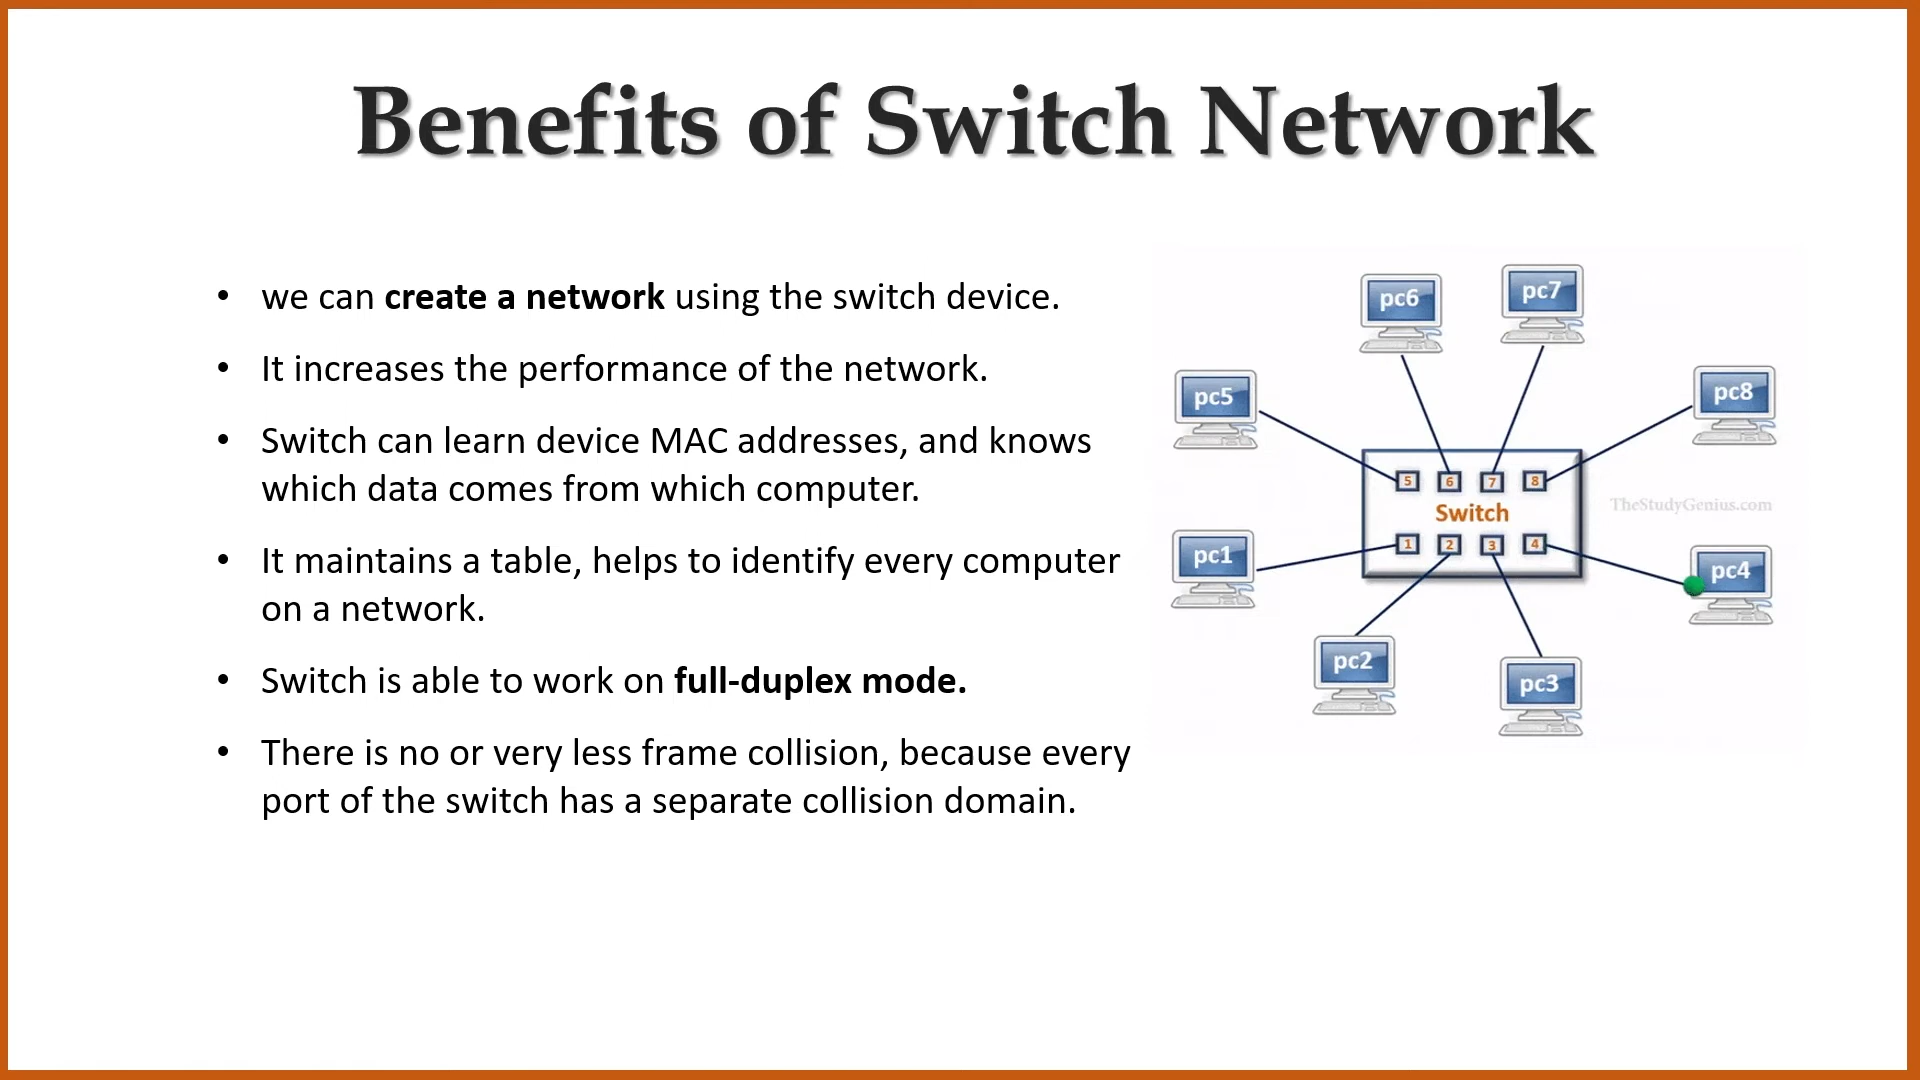 Benefits of Switch Network
• we can create a network using the switch device.
• It increases the performance of the network.
• Switch can learn device MAC addresses, and knows
which data comes from which computer.
• It maintains a table, helps to identify every computer
on a network.
• Switch is able to work on full-duplex mode.
• There is no or very less frame collision, because every
port of the switch has a separate collision domain.
pc6
pc7
pc5
pc8
5 6 7 8
Switch
TheStudyGenius.com
1 2 3 4
pc1
pc4
pc2
pc3